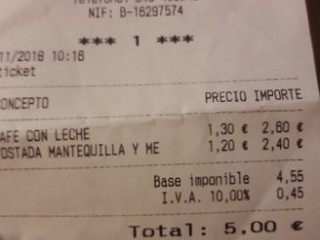 NIF: B-16297574
*** 1 ***
11/2018 10:16
ticket
ONCEPTO PRECIO IMPORTE
AFE CON LECHE 1,30 € 2,60 €
OSTADA MANTEQUILLA Y ME 1,20 € 2,40 €
Base imponible 4,55
I.V.A. 10,00% 0,45
Total: 5,00 €